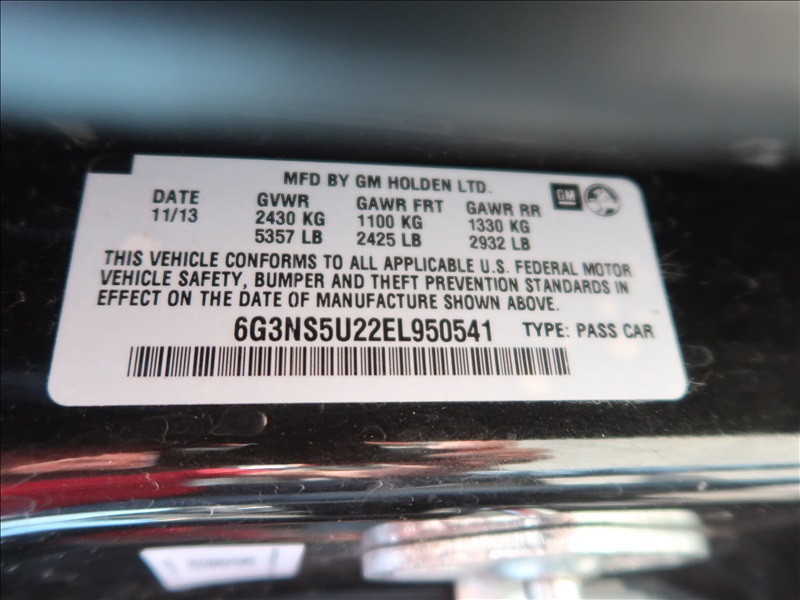 MFD BY GM HOLDEN LTD.
GM
DATE GVWR GAWR FRT GAWR RR
11/13 2430 KG 1100 KG 1330 KG
5357 LB 2425 LB 2932 LB
THIS VEHICLE CONFORMS TO ALL APPLICABLE U.S. FEDERAL MOTOR
VEHICLE SAFETY, BUMPER AND THEFT PREVENTION STANDARDS IN
EFFECT ON THE DATE OF MANUFACTURE SHOWN ABOVE.
6G3NS5U22EL950541 TYPE: PASS CAR